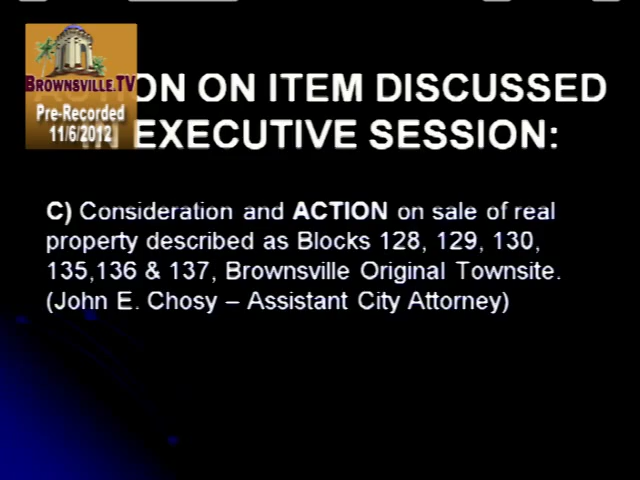 BROWNSVILLE.TV
Pre-Recorded
11/6/2012
ON ON ITEM DISCUSSED
IN EXECUTIVE SESSION:
C) Consideration and ACTION on sale of real
property described as Blocks 128, 129, 130,
135,136 & 137, Brownsville Original Townsite.
(John E. Chosy – Assistant City Attorney)